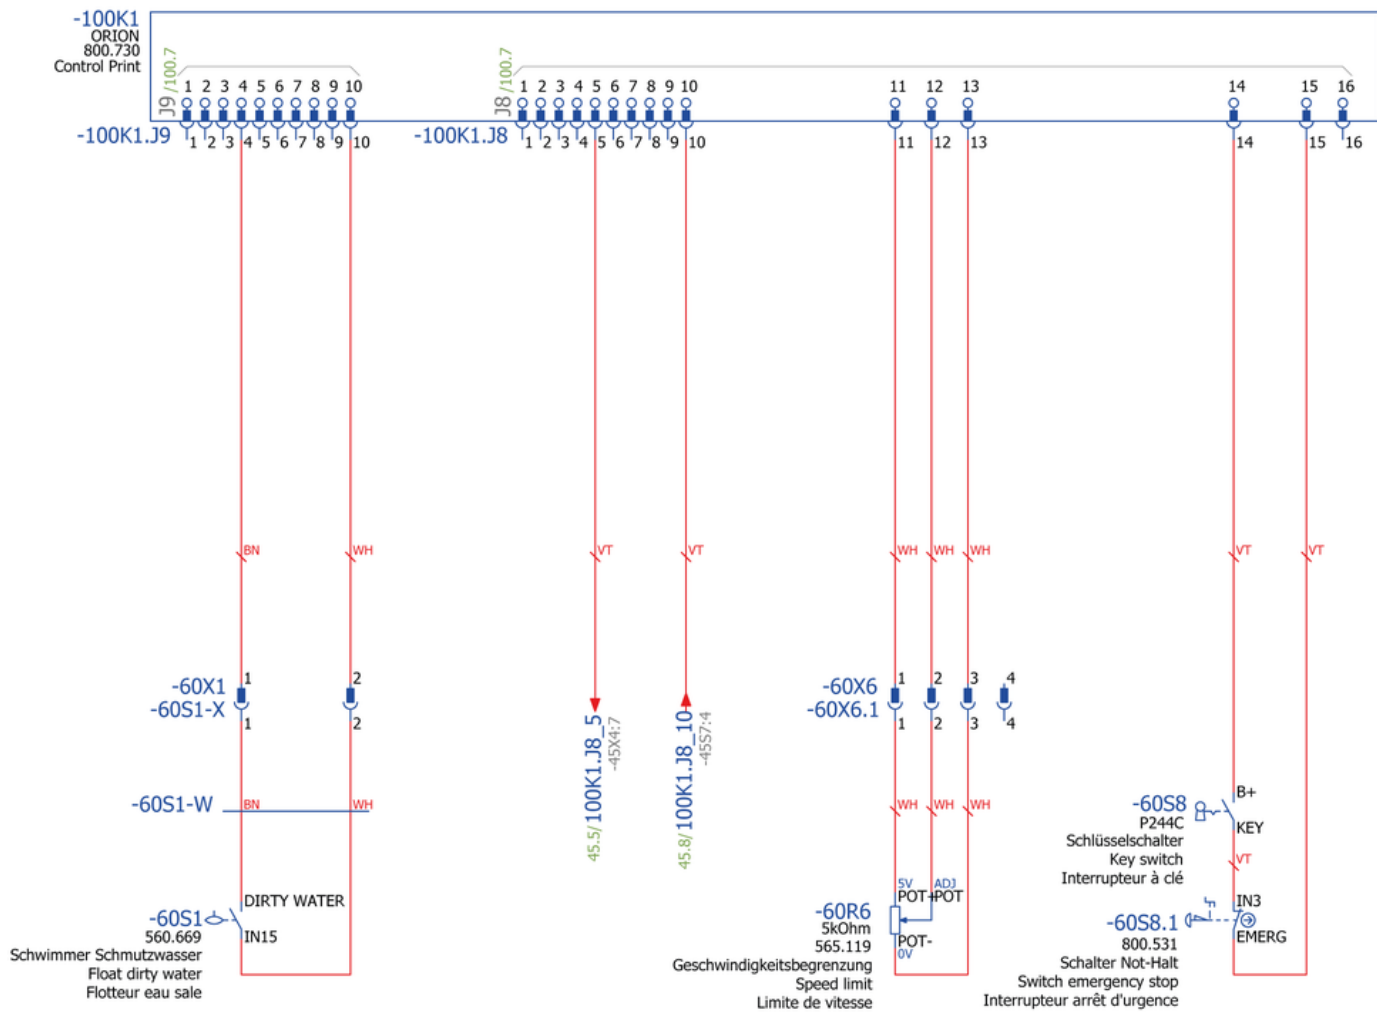 -100K1
ORION
800.730
Control Print
J9 /100.7
1 2 3 4 5 6 7 8 9 10
J8 /100.7
1 2 3 4 5 6 7 8 9 10 11 12 13 14 15 16
-100K1.J9
1 2 3 4 5 6 7 8 9 10
-100K1.J8
1 2 3 4 5 6 7 8 9 10 11 12 13 14 15 16
BN WH VT VT WH WH WH VT VT
-60X1
1 2
-60S1-X
1 2
100K1.J8_5
-45X4:7
45.5/
100K1.J8_10
-45S7:4
45.8/
-60X6
1 2 3 4
-60X6.1
1 2 3 4
-60S1-W
BN WH
WH WH WH
-60S8
P244C
Schlüsselschalter
Key switch
Interrupteur à clé
B+
KEY
VT
-60S1
560.669
Schwimmer Schmutzwasser
Float dirty water
Flotteur eau sale
DIRTY WATER
IN15
-60R6
5kOhm
565.119
Geschwindigkeitsbegrenzung
Speed limit
Limite de vitesse
5V ADJ
POT+ POT
POT-
0V
-60S8.1
800.531
Schalter Not-Halt
Switch emergency stop
Interrupteur arrêt d'urgence
IN3
EMERG